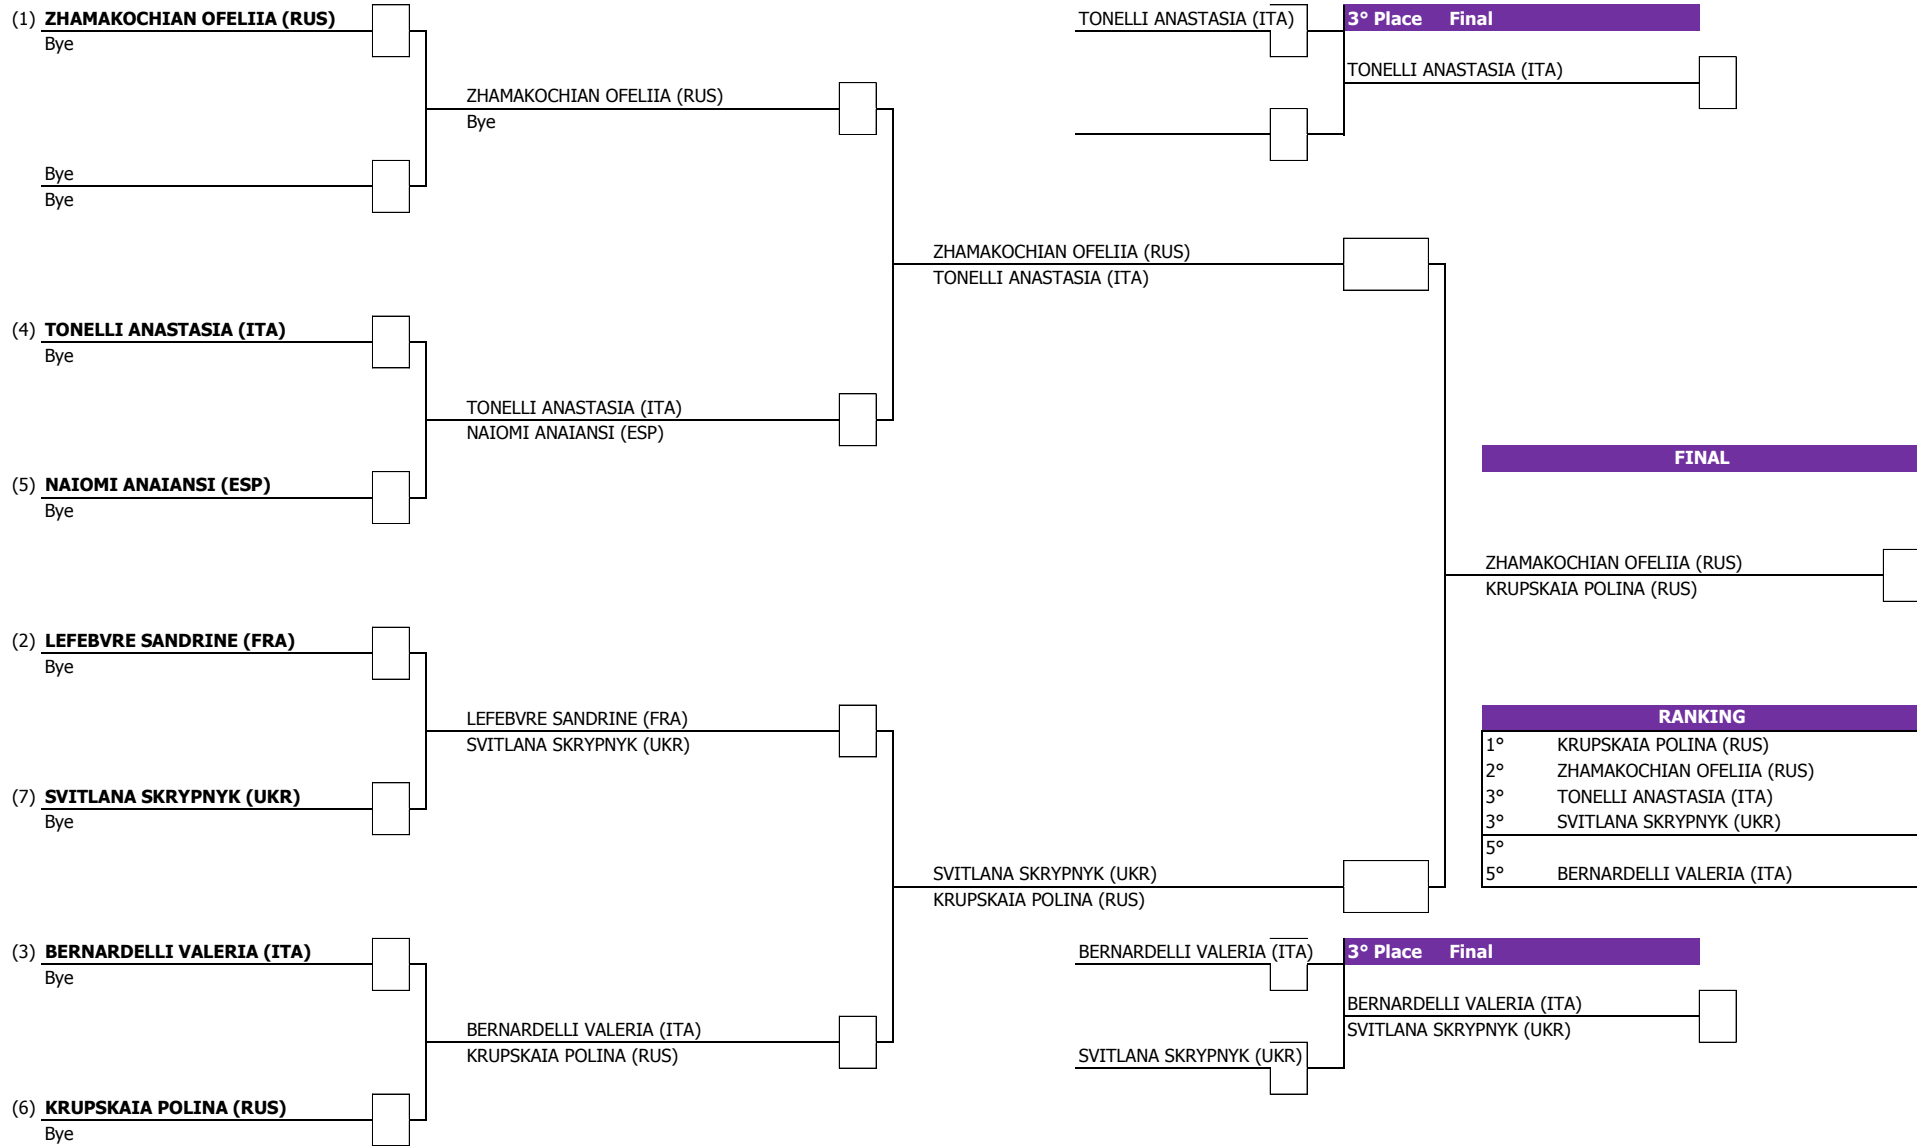 (1) ZHAMAKOCHIAN OFELIIA (RUS)
Bye
Bye
Bye
(4) TONELLI ANASTASIA (ITA)
Bye
(5) NAIOMI ANAIANSI (ESP)
Bye
(2) LEFEBVRE SANDRINE (FRA)
Bye
(7) SVITLANA SKRYPNYK (UKR)
Bye
(3) BERNARDELLI VALERIA (ITA)
Bye
(6) KRUPSKAIA POLINA (RUS)
Bye
ZHAMAKOCHIAN OFELIIA (RUS)
Bye
TONELLI ANASTASIA (ITA)
NAIOMI ANAIANSI (ESP)
LEFEBVRE SANDRINE (FRA)
SVITLANA SKRYPNYK (UKR)
BERNARDELLI VALERIA (ITA)
KRUPSKAIA POLINA (RUS)
ZHAMAKOCHIAN OFELIIA (RUS)
TONELLI ANASTASIA (ITA)
SVITLANA SKRYPNYK (UKR)
KRUPSKAIA POLINA (RUS)
TONELLI ANASTASIA (ITA)
3° Place Final
TONELLI ANASTASIA (ITA)
FINAL
ZHAMAKOCHIAN OFELIIA (RUS)
KRUPSKAIA POLINA (RUS)
RANKING
1° KRUPSKAIA POLINA (RUS)
2° ZHAMAKOCHIAN OFELIIA (RUS)
3° TONELLI ANASTASIA (ITA)
3° SVITLANA SKRYPNYK (UKR)
5°
5° BERNARDELLI VALERIA (ITA)
BERNARDELLI VALERIA (ITA)
3° Place Final
BERNARDELLI VALERIA (ITA)
SVITLANA SKRYPNYK (UKR)
SVITLANA SKRYPNYK (UKR)